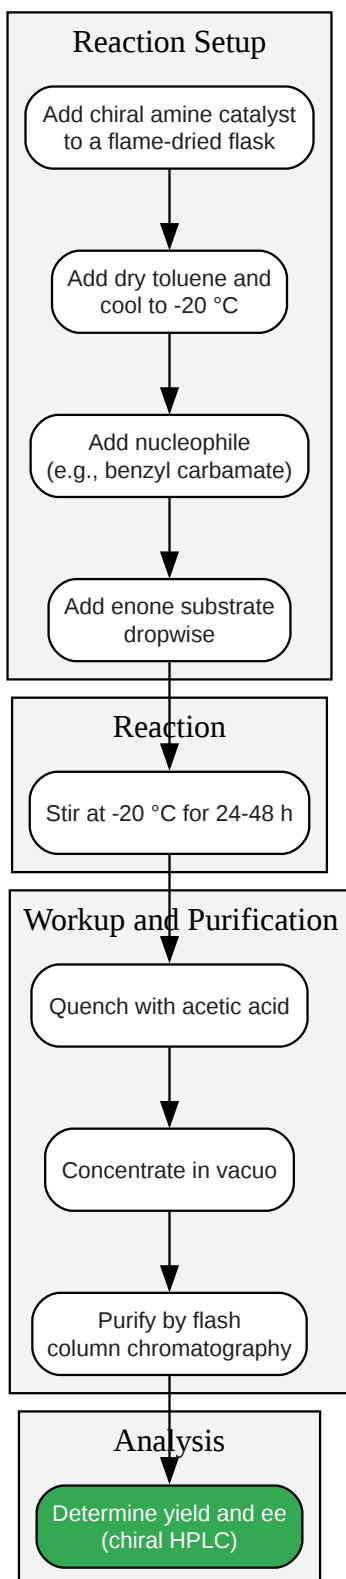 Reaction Setup
Add chiral amine catalyst
to a flame-dried flask
Add dry toluene and
cool to -20 °C
Add nucleophile
(e.g., benzyl carbamate)
Add enone substrate
dropwise
Reaction
Stir at -20 °C for 24-48 h
Workup and Purification
Quench with acetic acid
Concentrate in vacuo
Purify by flash
column chromatography
Analysis
Determine yield and ee
(chiral HPLC)